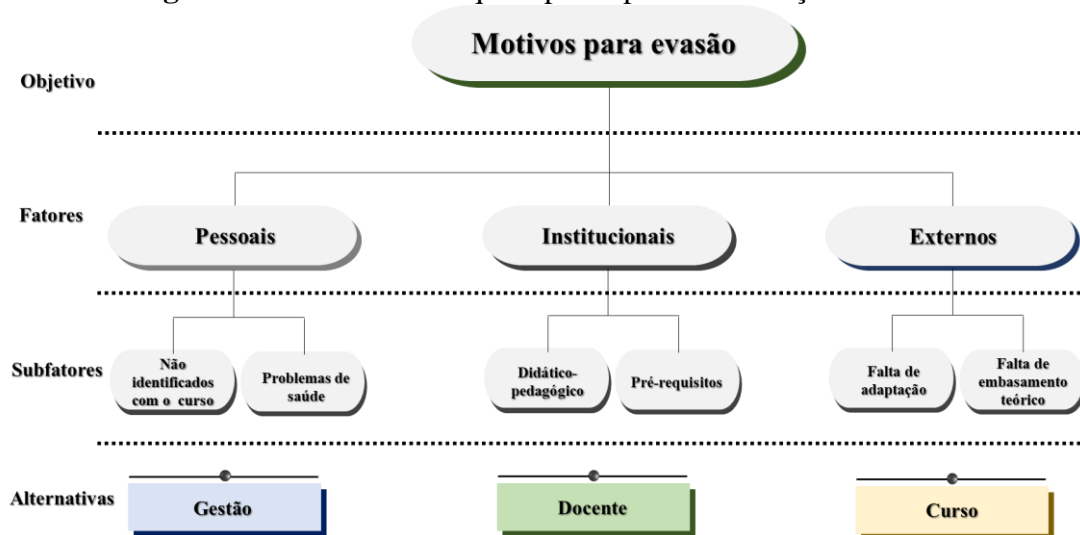 Motivos para evasão
Objetivo
Fatores
Pessoais
Institucionais
Externos
Subfatores
Não
identificados
com o curso
Problemas de
saúde
Didático-
pedagógico
Pré-requisitos
Falta de
adaptação
Falta de
embasamento
teórico
Alternativas
Gestão
Docente
Curso